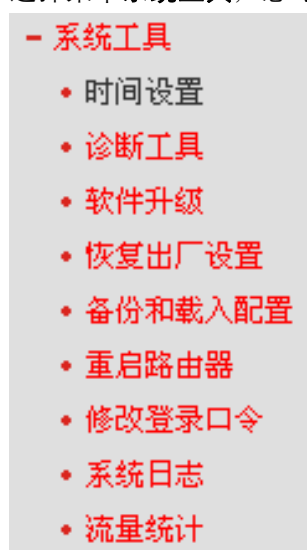 − 系统工具
• 时间设置
• 诊断工具
• 软件升级
• 恢复出厂设置
• 备份和载入配置
• 重启路由器
• 修改登录口令
• 系统日志
• 流量统计